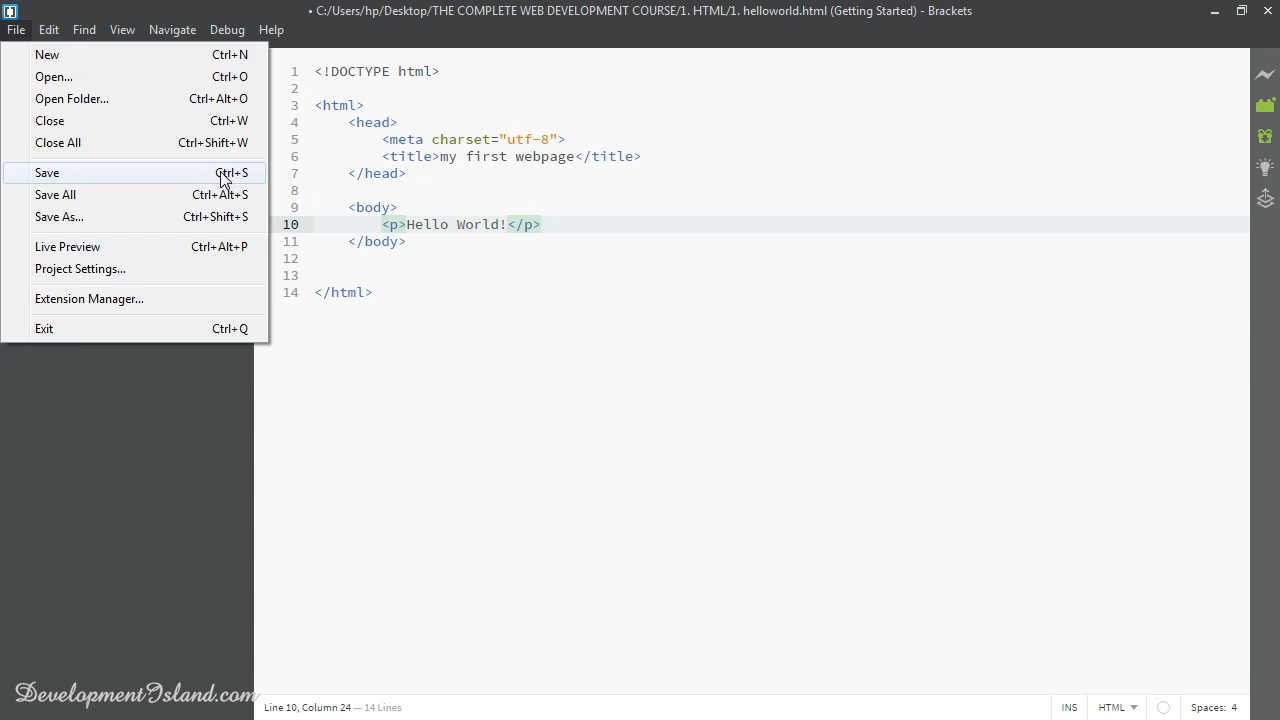 • C:/Users/hp/Desktop/THE COMPLETE WEB DEVELOPMENT COURSE/1. HTML/1. helloworld.html (Getting Started) - Brackets
File Edit Find View Navigate Debug Help
New Ctrl+N
Open... Ctrl+O
Open Folder... Ctrl+Alt+O
Close Ctrl+W
Close All Ctrl+Shift+W
Save Ctrl+S
Save All Ctrl+Alt+S
Save As... Ctrl+Shift+S
Live Preview Ctrl+Alt+P
Project Settings...
Extension Manager...
Exit Ctrl+Q
1 <!DOCTYPE html>
2
3 <html>
4 <head>
5 <meta charset="utf-8">
6 <title>my first webpage</title>
7 </head>
8
9 <body>
10 <p>Hello World!</p>
11 </body>
12
13
14 </html>
DevelopmentIsland.com
Line 10, Column 24 — 14 Lines
INS HTML Spaces: 4